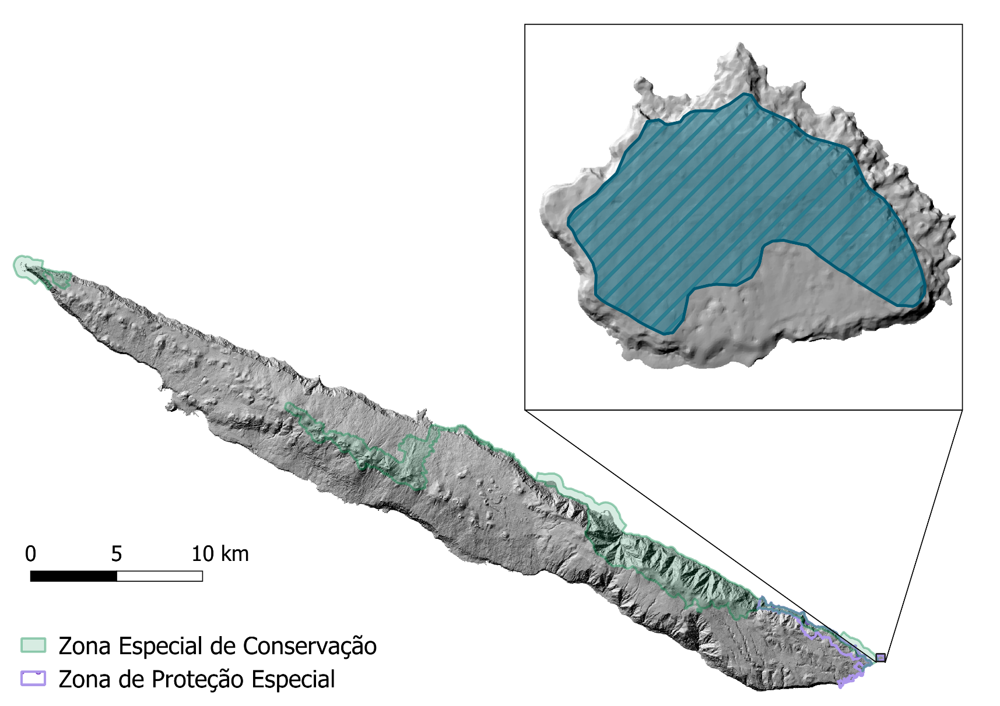 0 5 10 km
Zona Especial de Conservação
Zona de Proteção Especial